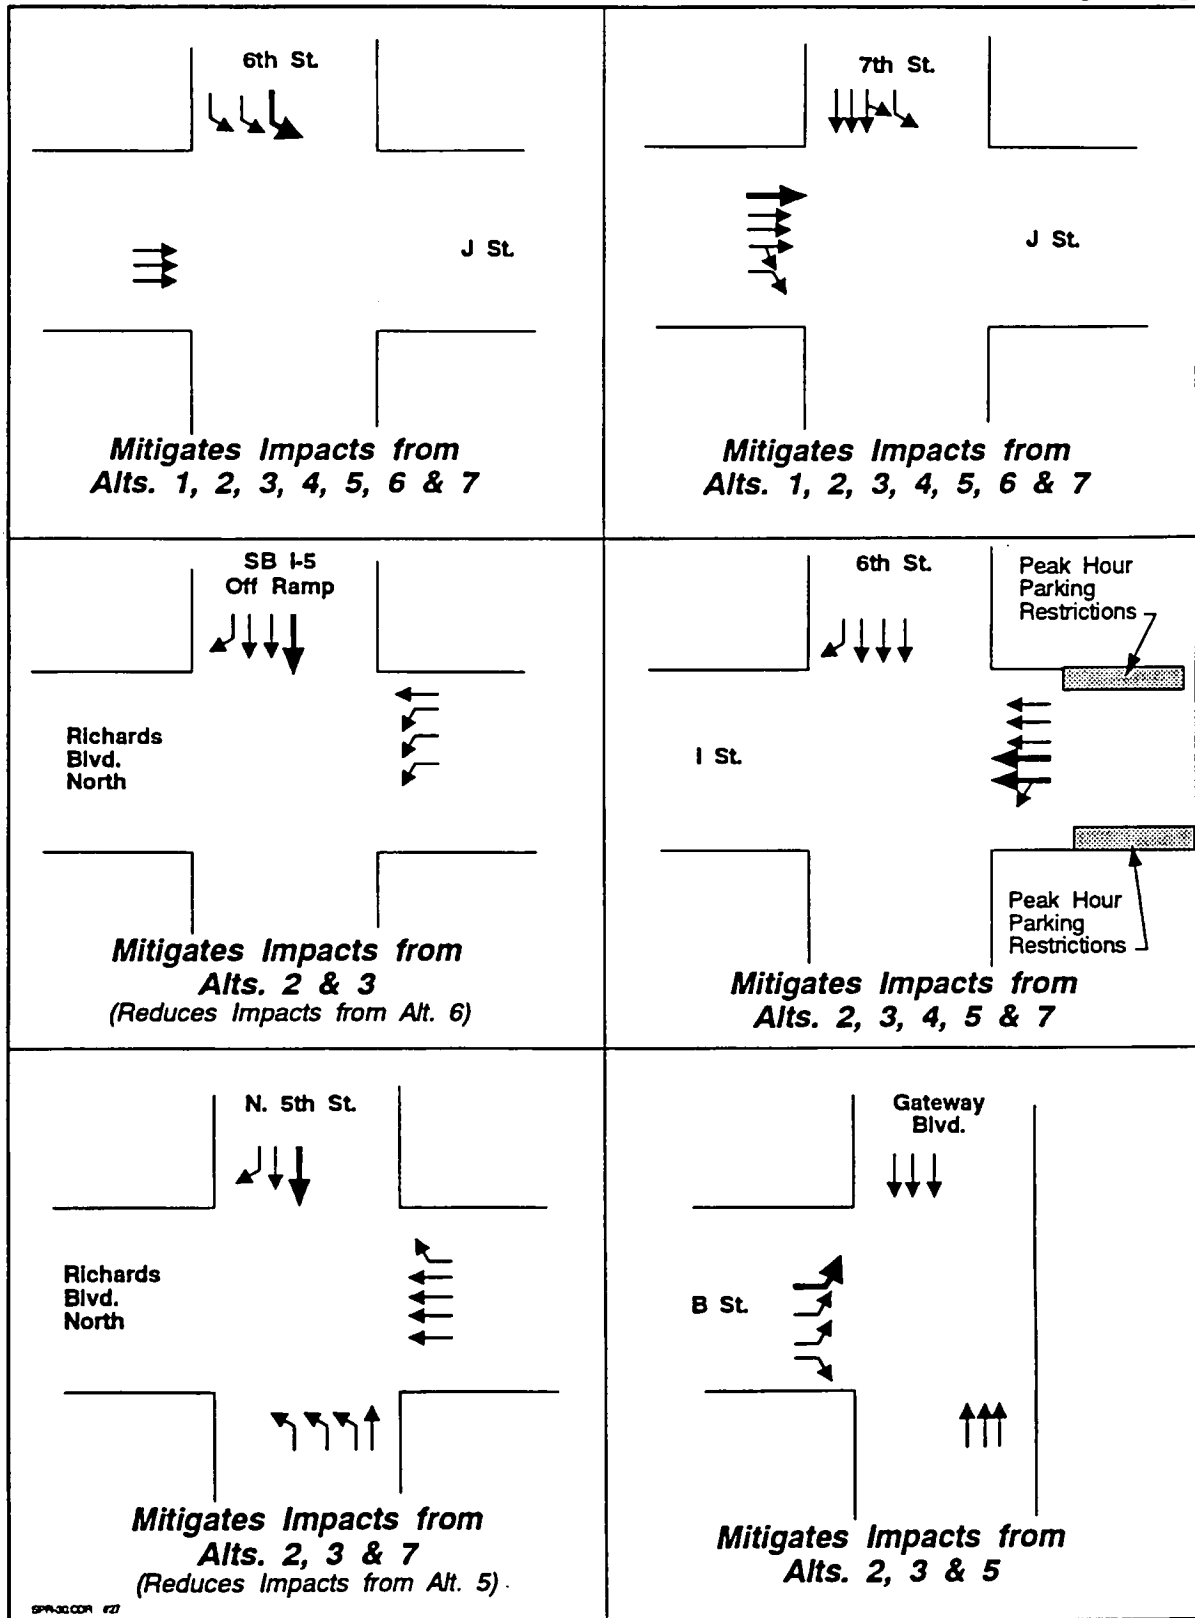 6th St.
J St.
Mitigates Impacts from
Alts. 1, 2, 3, 4, 5, 6 & 7
7th St.
J St.
Mitigates Impacts from
Alts. 1, 2, 3, 4, 5, 6 & 7
SB I-5
Off Ramp
Richards
Blvd.
North
Mitigates Impacts from
Alts. 2 & 3
(Reduces Impacts from Alt. 6)
6th St.
Peak Hour
Parking
Restrictions
I St.
Peak Hour
Parking
Restrictions
Mitigates Impacts from
Alts. 2, 3, 4, 5 & 7
N. 5th St.
Richards
Blvd.
North
Mitigates Impacts from
Alts. 2, 3 & 7
(Reduces Impacts from Alt. 5)
Gateway
Blvd.
B St.
Mitigates Impacts from
Alts. 2, 3 & 5